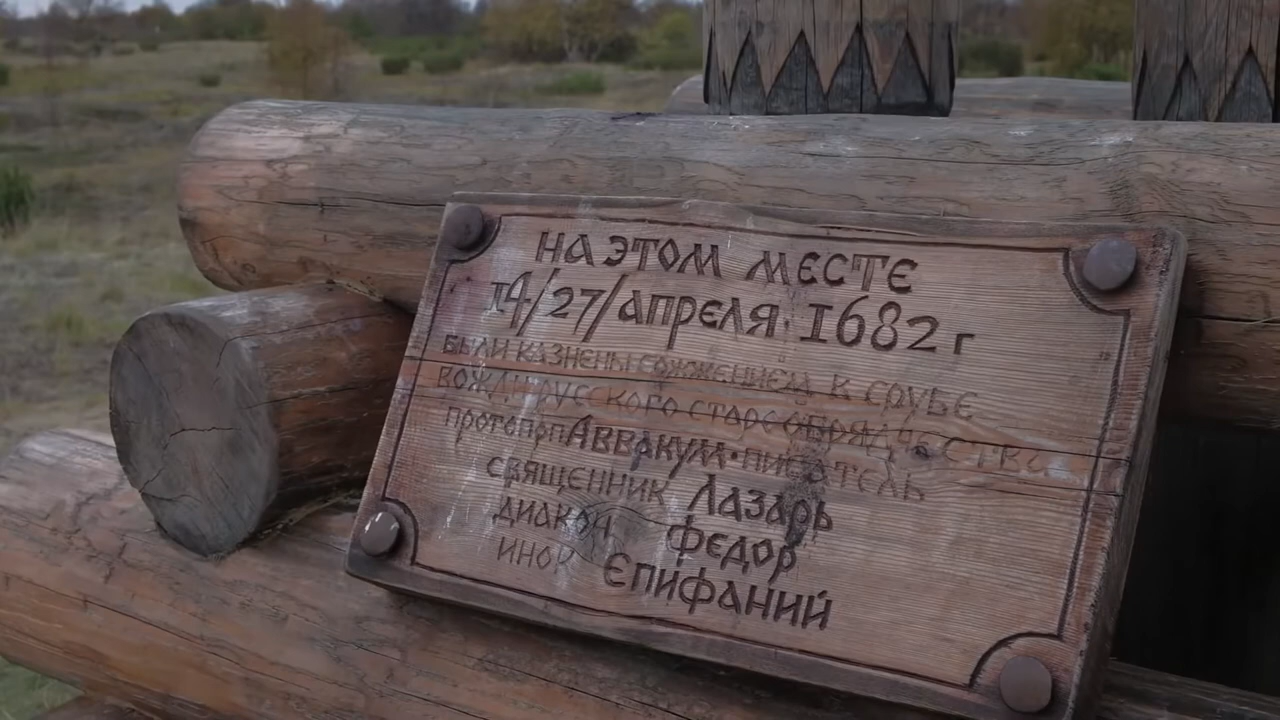 НА ЭТОМ МЕСТЕ
14/27/АПРЕЛЯ. 1682 г
БЫЛИ КАЗНЕНЫ СОЖЖЕНИЕМ В СРУБЕ
ВОЖДИ РУССКОГО СТАРООБРЯДЧЕСТВА
ПРОТОПОП АВВАКУМ•ПИСАТЕЛЬ
СВЯЩЕННИК ЛАЗАРЬ
ДИАКОН ФЕДОР
ИНОК ЕПИФАНИЙ